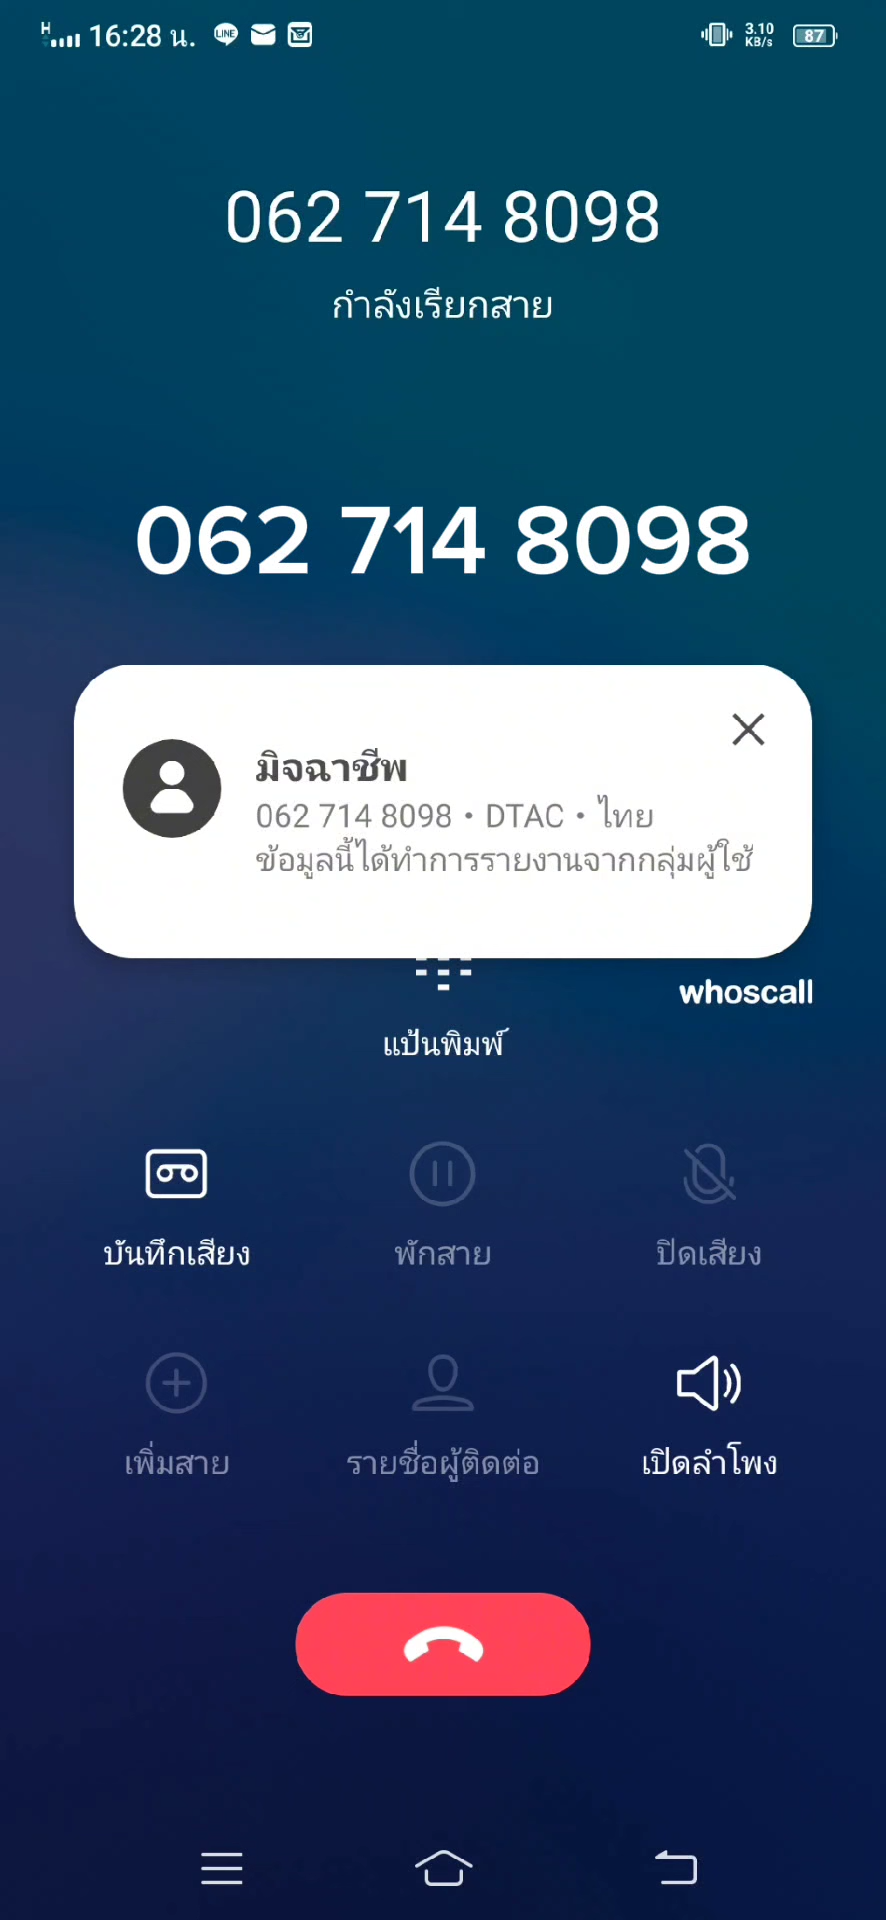 H 16:28 น. LINE 3.10 KB/s 87
062 714 8098
กำลังเรียกสาย
062 714 8098
มิจฉาชีพ
062 714 8098 • DTAC • ไทย
ข้อมูลนี้ได้ทำการรายงานจากกลุ่มผู้ใช้
whoscall
แป้นพิมพ์
บันทึกเสียง พักสาย ปิดเสียง
เพิ่มสาย รายชื่อผู้ติดต่อ เปิดลำโพง